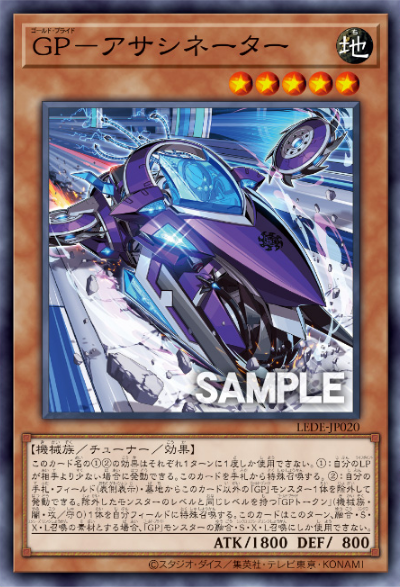 ゴールド・プライド
GP－アサシネーター
ち
地
SAMPLE
LEDE-JP020
【機械族／チューナー／効果】
このカード名の①②の効果はそれぞれ１ターンに１度しか使用できない。①：自分のLP
が相手より少ない場合に発動できる。このカードを手札から特殊召喚する。②：自分の
手札・フィールド（表側表示）・墓地からこのカード以外の「GP」モンスター１体を除外して
発動できる。除外したモンスターのレベルと同じレベルを持つ「GPトークン」（機械族・
闇・攻／守０）１体を自分フィールドに特殊召喚する。このカードはこのターン、融合・S・
X・L召喚の素材とする場合、「GP」モンスターの融合・S・X・L召喚にしか使用できない。
ATK/1800 DEF/ 800
©スタジオ・ダイス／集英社・テレビ東京・KONAMI